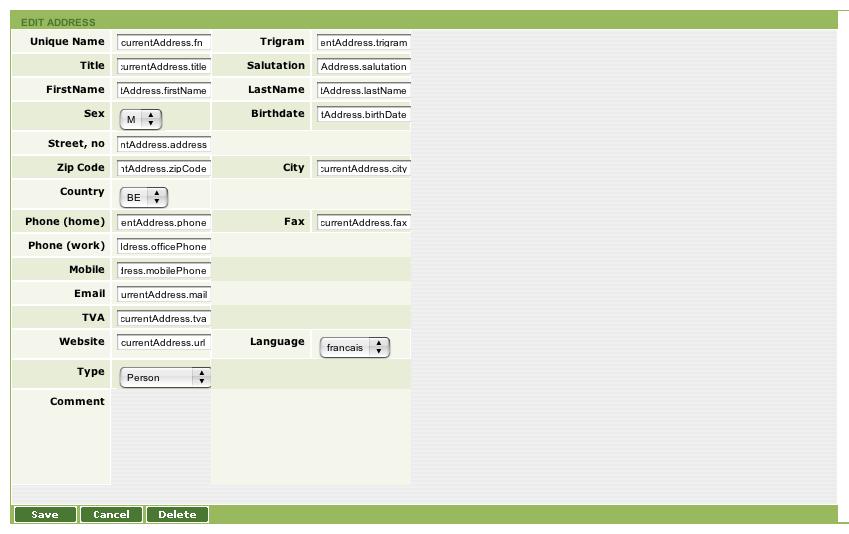 EDIT ADDRESS
Unique Name currentAddress.fn Trigram entAddress.trigram
Title :urrentAddress.title Salutation Address.salutation
FirstName tAddress.firstName LastName tAddress.lastName
Sex M Birthdate tAddress.birthDate
Street, no ntAddress.address
Zip Code ntAddress.zipCode City :urrentAddress.city
Country BE
Phone (home) entAddress.phone Fax currentAddress.fax
Phone (work) ldress.officePhone
Mobile dress.mobilePhone
Email urrentAddress.mail
TVA currentAddress.tva
Website currentAddress.url Language francais
Type Person
Comment
Save Cancel Delete